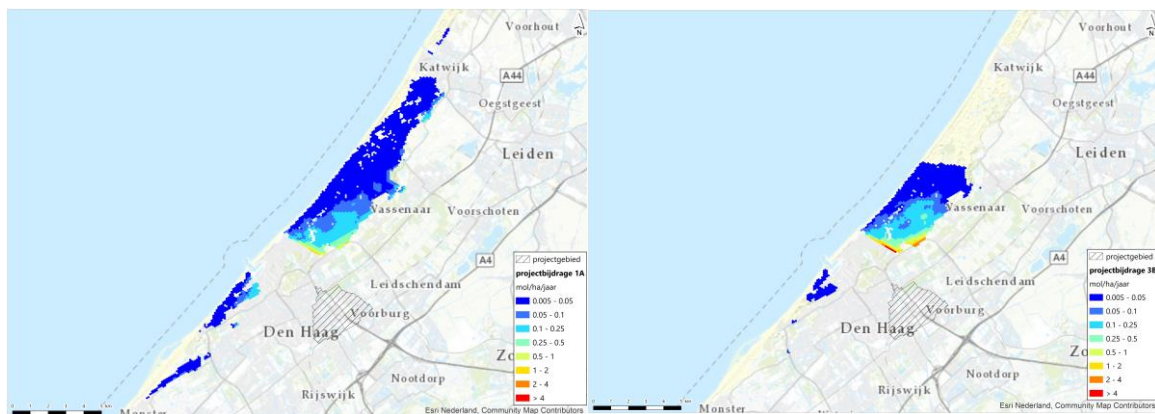 Voorhout
N
Katwijk
A44
Oegstgeest
Leiden
Vassenaar
Voorschoten
A4
Leidschendam
Voorburg
Den Haag
Zo
Nootdorp
Rijswijk
Monster
projectgebied
projectbijdrage 1A
mol/ha/jaar
0.005 - 0.05
0.05 - 0.1
0.1 - 0.25
0.25 - 0.5
0.5 - 1
1 - 2
2 - 4
> 4
Esri Nederland, Community Map Contributors
Voorhout
N
Katwijk
A44
Oegstgeest
Leiden
Vassenaar
Voorschoten
A4
Leidschendam
Voorburg
Den Haag
Zo
Nootdorp
Rijswijk
Monster
projectgebied
projectbijdrage 3B
mol/ha/jaar
0.005 - 0.05
0.05 - 0.1
0.1 - 0.25
0.25 - 0.5
0.5 - 1
1 - 2
2 - 4
> 4
Esri Nederland, Community Map Contributors